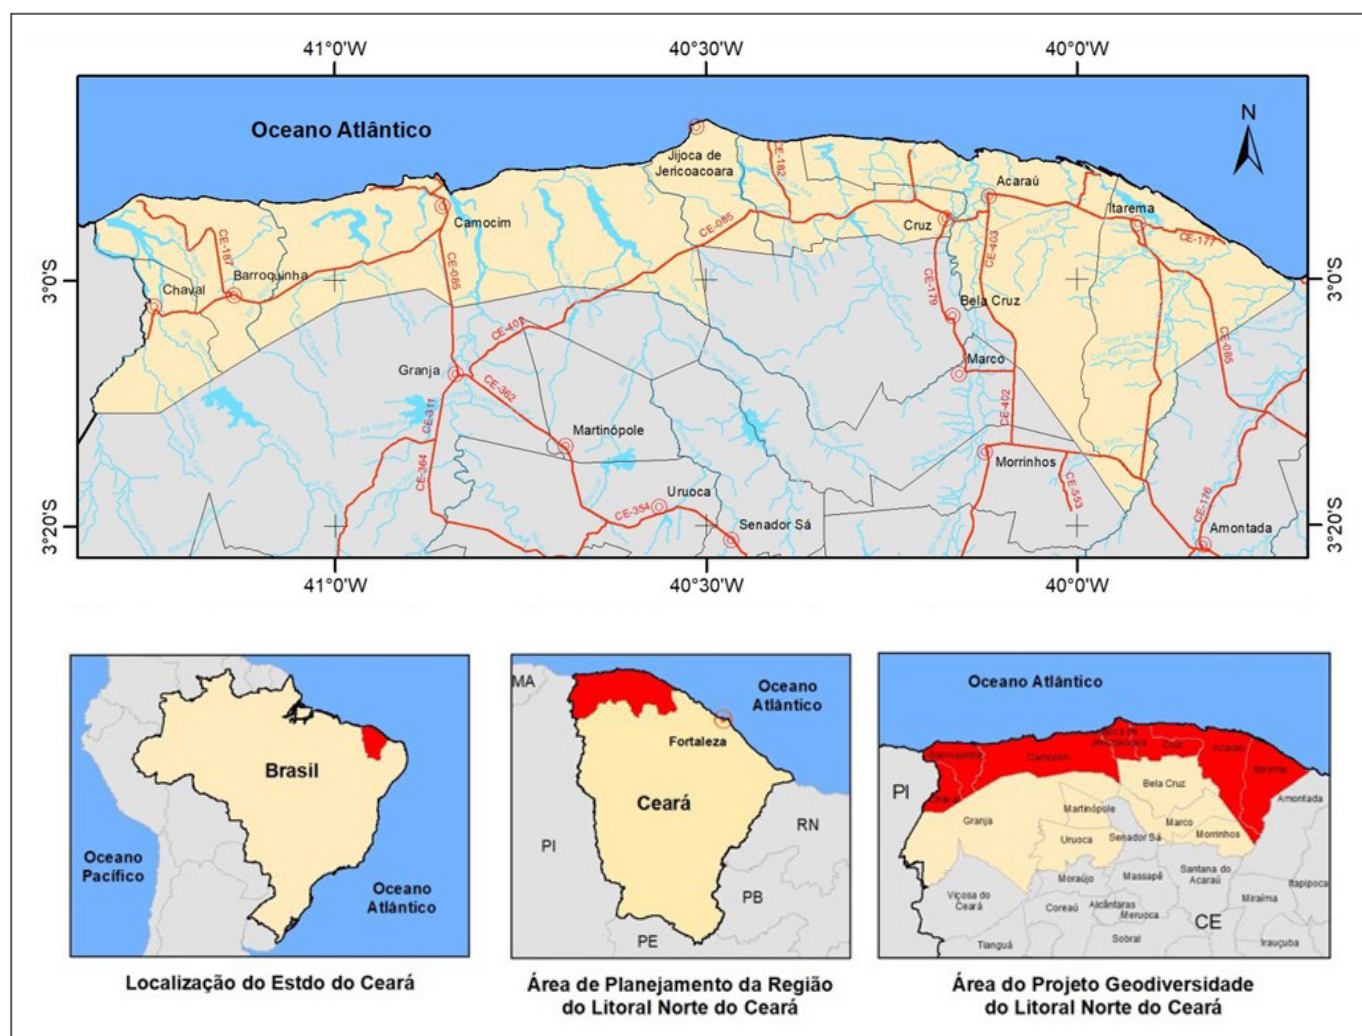 41°0'W
40°30'W
40°0'W
Oceano Atlântico
N
Jijoca de
Jericoacoara
CE-182
Acaraú
Camocim
Cruz
Itarema
CE-085
CE-403
CE-177
CE-187
Barroquinha
CE-085
3°0'S
3°0'S
Chaval
CE-179
Bela Cruz
CE-402
CE-085
Granja
Marco
CE-362
CE-311
CE-402
Martinópole
CE-364
Morrinhos
Uruoca
CE-553
CE-176
CE-354
Senador Sá
Amontada
3°20'S
3°20'S
41°0'W
40°30'W
40°0'W
Brasil
Oceano
Pacífico
Oceano
Atlântico
Localização do Estdo do Ceará
MA
Oceano
Atlântico
Fortaleza
Ceará
PI
RN
PB
PE
Área de Planejamento da Região
do Litoral Norte do Ceará
Oceano Atlântico
Jijoca de
Jericoacoara
Cruz
Acaraú
Barroquinha
Camocim
Itarema
PI
Chaval
Bela Cruz
Amontada
Martinópole
Granja
Marco
Uruoca
Senador Sá
Morrinhos
Moraújo
Massapê
Santana do
Acaraú
Itapipoca
Viçosa do
Ceará
Coreaú
Alcântaras
Meruoca
Miraíma
CE
Tianguá
Sobral
Irauçuba
Área do Projeto Geodiversidade
do Litoral Norte do Ceará